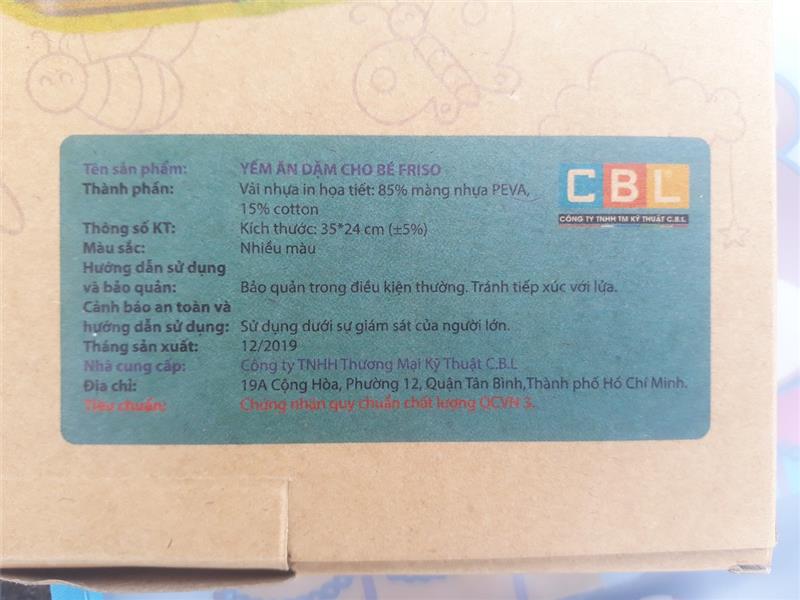 Tên sản phẩm: YẾM ĂN DẶM CHO BÉ FRISO
Thành phần: Vải nhựa in họa tiết: 85% màng nhựa PEVA,
15% cotton
Thông số KT: Kích thước: 35*24 cm (±5%)
Màu sắc: Nhiều màu
Hướng dẫn sử dụng
và bảo quản: Bảo quản trong điều kiện thường. Tránh tiếp xúc với lửa.
Cảnh báo an toàn và
hướng dẫn sử dụng: Sử dụng dưới sự giám sát của người lớn.
Tháng sản xuất: 12/2019
Nhà cung cấp: Công ty TNHH Thương Mại Kỹ Thuật C.B.L
Địa chỉ: 19A Cộng Hòa, Phường 12, Quận Tân Bình,Thành phố Hồ Chí Minh.
Tiêu chuẩn: Chứng nhận quy chuẩn chất lượng QCVN 3.
CBL
CÔNG TY TNHH TM KỸ THUẬT C.B.L